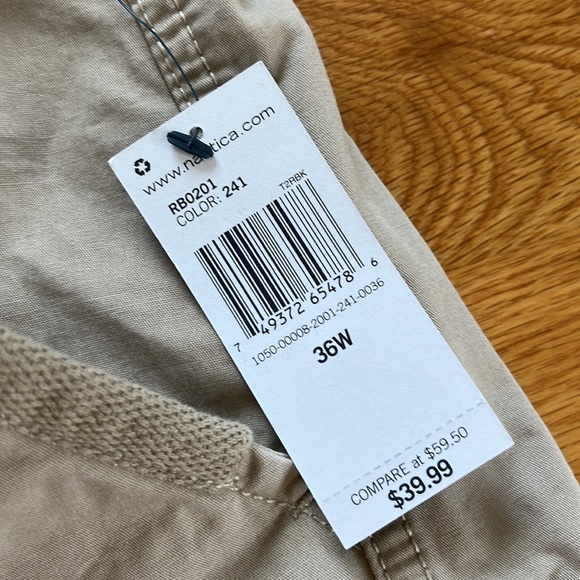 www.nautica.com
RB0201
COLOR: 241
T2RBK
7 49372 65478 6
1050-00008-2001-241-0036
36W
COMPARE at $59.50
$39.99